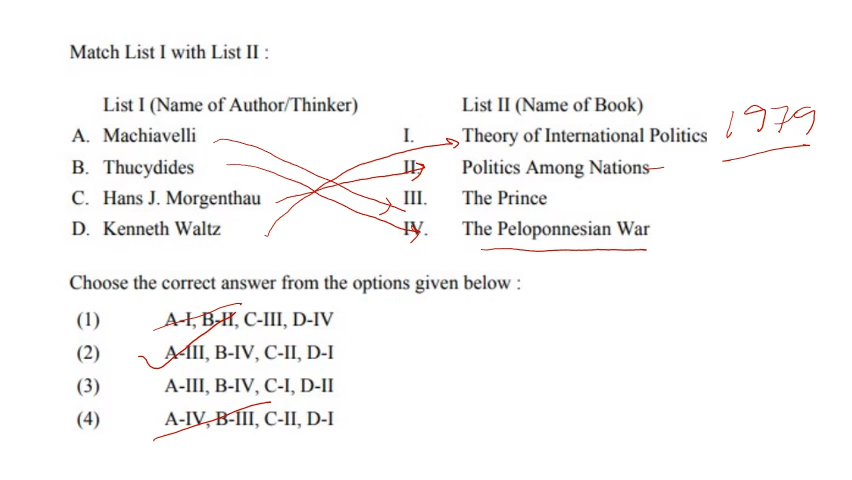 Match List I with List II :
List I (Name of Author/Thinker) List II (Name of Book)
A. Machiavelli I. Theory of International Politics 1979
B. Thucydides II. Politics Among Nations
C. Hans J. Morgenthau III. The Prince
D. Kenneth Waltz IV. The Peloponnesian War
Choose the correct answer from the options given below :
(1) A-I, B-II, C-III, D-IV
(2) A-III, B-IV, C-II, D-I
(3) A-III, B-IV, C-I, D-II
(4) A-IV, B-III, C-II, D-I